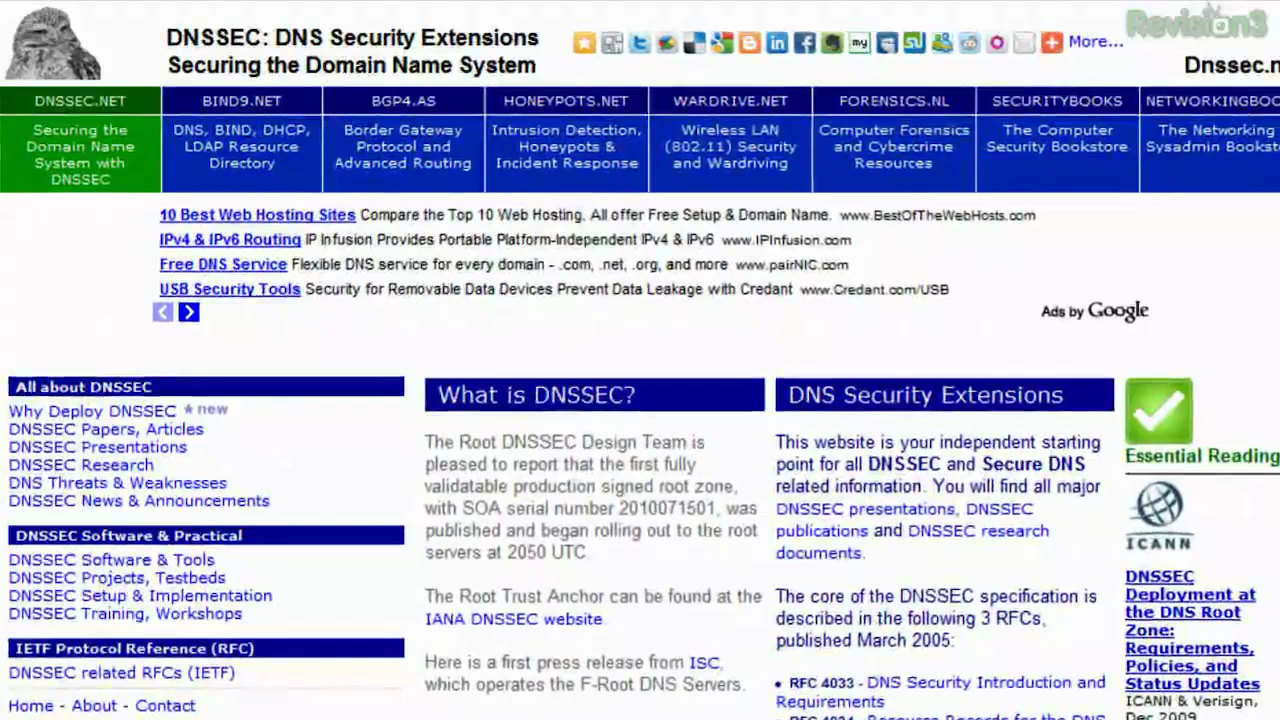 Revision3
DNSSEC: DNS Security Extensions
Securing the Domain Name System
my
More...
Dnssec.n
DNSSEC.NET
BIND9.NET
BGP4.AS
HONEYPOTS.NET
WARDRIVE.NET
FORENSICS.NL
SECURITYBOOKS
NETWORKINGBOO
Securing the
Domain Name
System with
DNSSEC
DNS, BIND, DHCP,
LDAP Resource
Directory
Border Gateway
Protocol and
Advanced Routing
Intrusion Detection,
Honeypots &
Incident Response
Wireless LAN
(802.11) Security
and Wardriving
Computer Forensics
and Cybercrime
Resources
The Computer
Security Bookstore
The Networking
Sysadmin Bookst
10 Best Web Hosting Sites Compare the Top 10 Web Hosting. All offer Free Setup & Domain Name. www.BestOfTheWebHosts.com
IPv4 & IPv6 Routing IP Infusion Provides Portable Platform-Independent IPv4 & IPv6 www.IPInfusion.com
Free DNS Service Flexible DNS service for every domain - .com, .net, .org, and more www.pairNIC.com
USB Security Tools Security for Removable Data Devices Prevent Data Leakage with Credant www.Credant.com/USB
Ads by Google
All about DNSSEC
Why Deploy DNSSEC * new
DNSSEC Papers, Articles
DNSSEC Presentations
DNSSEC Research
DNS Threats & Weaknesses
DNSSEC News & Announcements
DNSSEC Software & Practical
DNSSEC Software & Tools
DNSSEC Projects, Testbeds
DNSSEC Setup & Implementation
DNSSEC Training, Workshops
IETF Protocol Reference (RFC)
DNSSEC related RFCs (IETF)
Home - About - Contact
What is DNSSEC?
The Root DNSSEC Design Team is
pleased to report that the first fully
validatable production signed root zone,
with SOA serial number 2010071501, was
published and began rolling out to the root
servers at 2050 UTC.
The Root Trust Anchor can be found at the
IANA DNSSEC website.
Here is a first press release from ISC,
which operates the F-Root DNS Servers.
DNS Security Extensions
This website is your independent starting
point for all DNSSEC and Secure DNS
related information. You will find all major
DNSSEC presentations, DNSSEC
publications and DNSSEC research
documents.
The core of the DNSSEC specification is
described in the following 3 RFCs,
published March 2005:
• RFC 4033 - DNS Security Introduction and
Requirements
• RFC 4034 - Resource Records for the DNS
Essential Reading
ICANN
DNSSEC
Deployment at
the DNS Root
Zone:
Requirements,
Policies, and
Status Updates
ICANN & Verisign,
Dec 2009